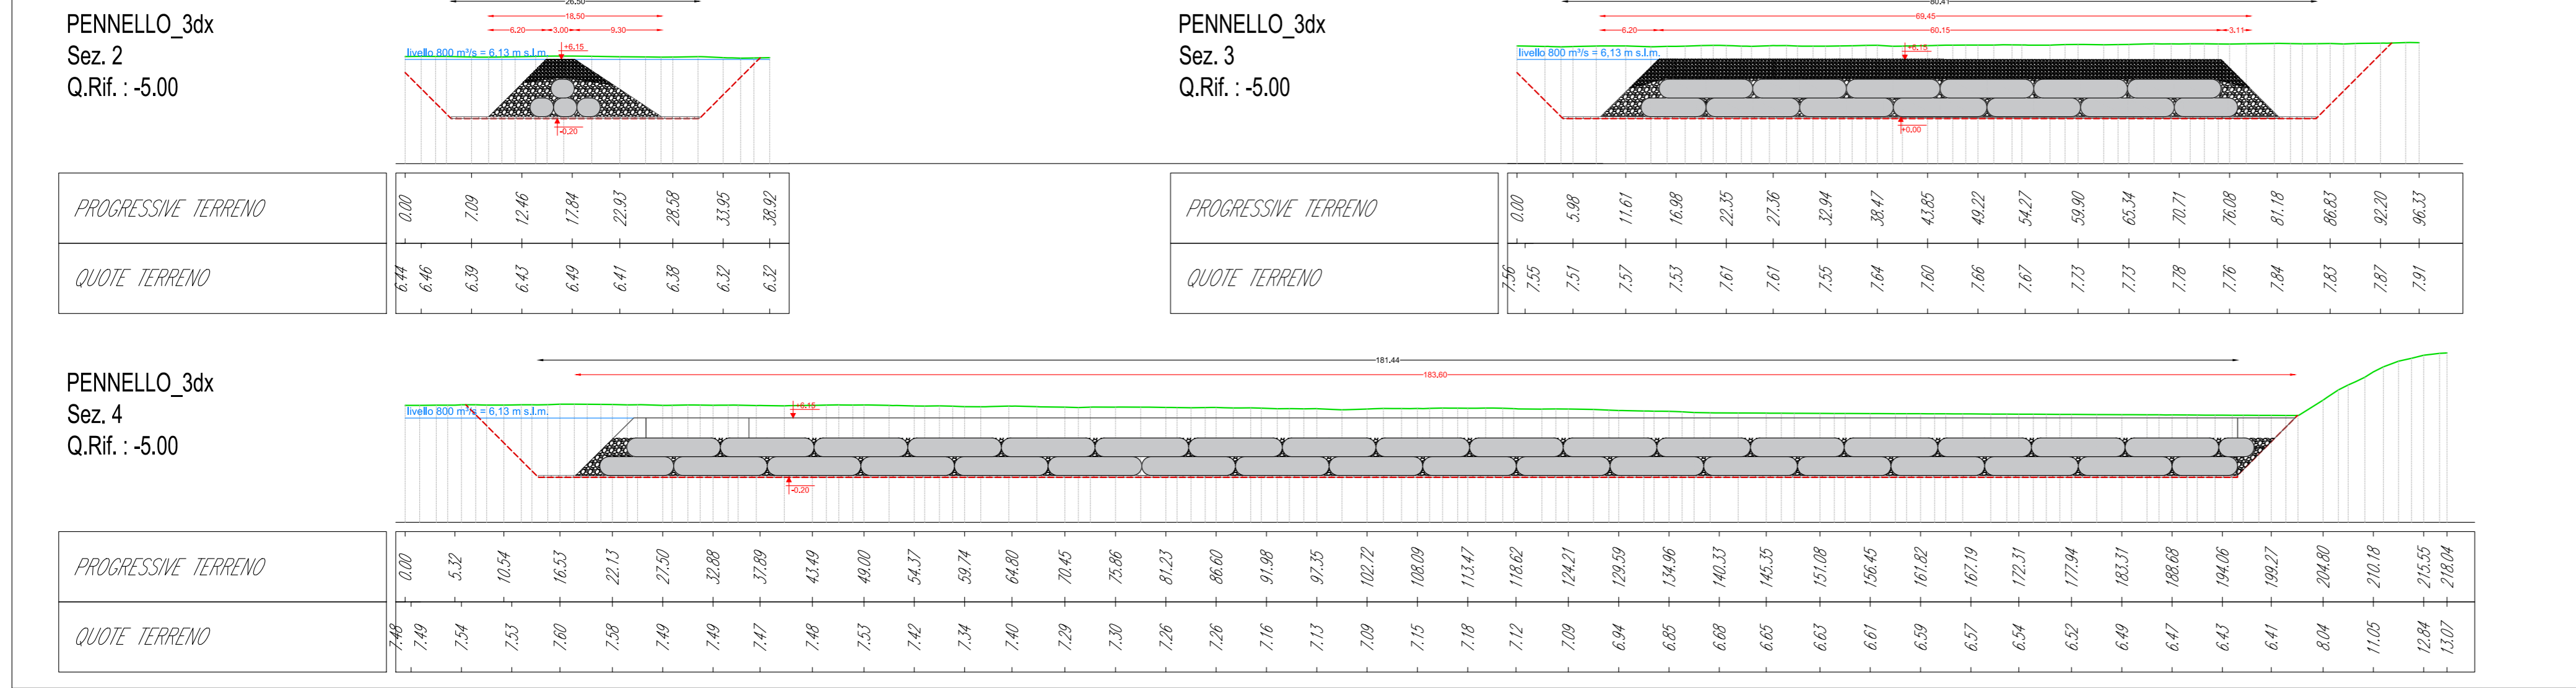 26.50
18.50
6.20 3.00 9.30
PENNELLO_3dx
Sez. 2
Q.Rif. : -5.00
livello 800 m³/s = 6,13 m s.l.m.
+6.15
-0.20
PROGRESSIVE TERRENO
0.00 7.09 12.46 17.84 22.93 28.58 33.95 38.92
QUOTE TERRENO
6.44 6.46 6.39 6.43 6.49 6.41 6.38 6.32 6.32
80.41
69.45
6.20 60.15 3.11
PENNELLO_3dx
Sez. 3
Q.Rif. : -5.00
livello 800 m³/s = 6,13 m s.l.m.
+6.15
+0.00
PROGRESSIVE TERRENO
0.00 5.98 11.61 16.98 22.35 27.36 32.94 38.47 43.85 49.22 54.27 59.90 65.34 70.71 76.08 81.18 86.83 92.20 96.33
QUOTE TERRENO
7.56 7.55 7.51 7.57 7.53 7.61 7.61 7.55 7.64 7.60 7.66 7.67 7.73 7.73 7.78 7.76 7.84 7.83 7.87 7.91
181.44
183.60
PENNELLO_3dx
Sez. 4
Q.Rif. : -5.00
livello 800 m³/s = 6,13 m s.l.m.
+6.15
-0.20
PROGRESSIVE TERRENO
0.00 5.32 10.54 16.53 22.13 27.50 32.88 37.89 43.49 49.00 54.37 59.74 64.80 70.45 75.86 81.23 86.60 91.98 97.35 102.72 108.09 113.47 118.62 124.21 129.59 134.96 140.33 145.35 151.08 156.45 161.82 167.19 172.31 177.94 183.31 188.68 194.06 199.27 204.80 210.18 215.55 218.04
QUOTE TERRENO
7.48 7.49 7.54 7.53 7.60 7.58 7.49 7.49 7.47 7.48 7.53 7.42 7.34 7.40 7.29 7.30 7.26 7.26 7.16 7.13 7.09 7.15 7.18 7.12 7.09 6.94 6.85 6.68 6.65 6.63 6.61 6.59 6.57 6.54 6.52 6.49 6.47 6.43 6.41 8.04 11.05 12.84 13.07